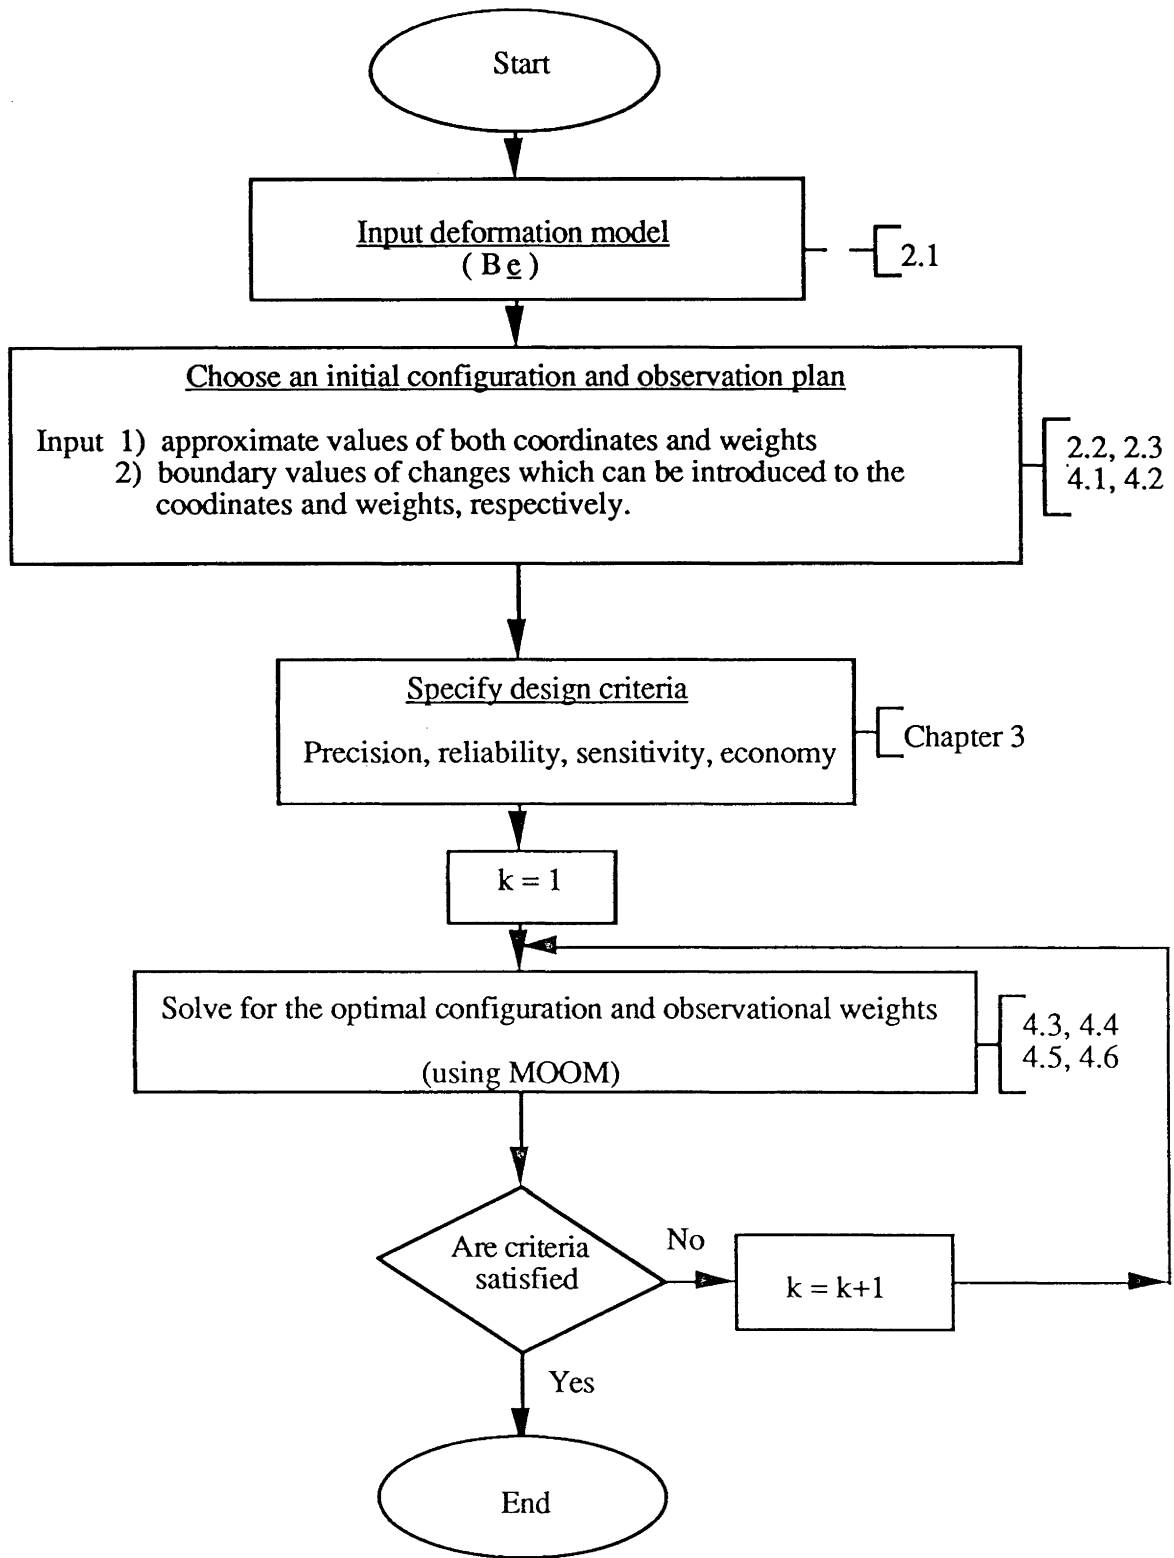 Start
Input deformation model
( B e )
2.1
Choose an initial configuration and observation plan
Input 1) approximate values of both coordinates and weights
2) boundary values of changes which can be introduced to the
coodinates and weights, respectively.
2.2, 2.3
4.1, 4.2
Specify design criteria
Precision, reliability, sensitivity, economy
Chapter 3
k = 1
Solve for the optimal configuration and observational weights
(using MOOM)
4.3, 4.4
4.5, 4.6
Are criteria
satisfied
No
k = k+1
Yes
End